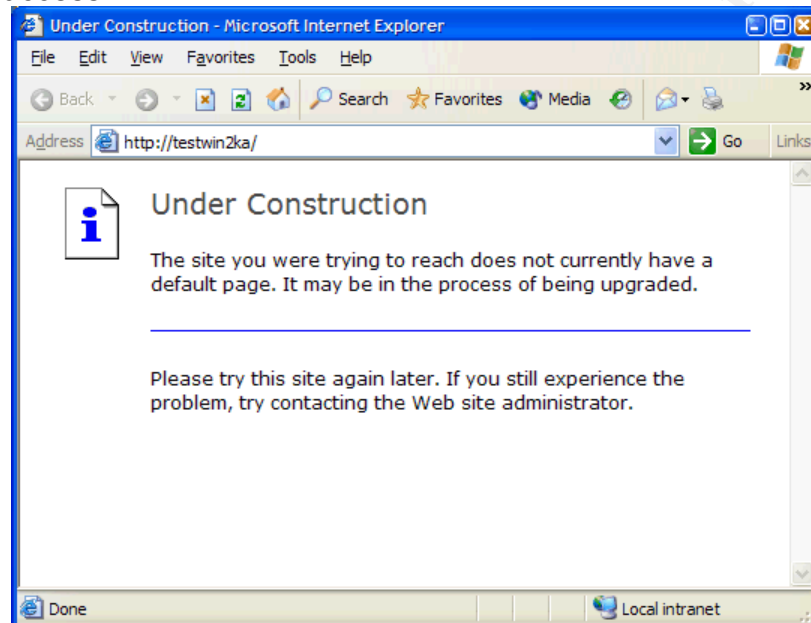 Under Construction - Microsoft Internet Explorer
File Edit View Favorites Tools Help
Back Search Favorites Media »
Address http://testwin2ka/ Go Links
Under Construction
The site you were trying to reach does not currently have a
default page. It may be in the process of being upgraded.
Please try this site again later. If you still experience the
problem, try contacting the Web site administrator.
Done Local intranet